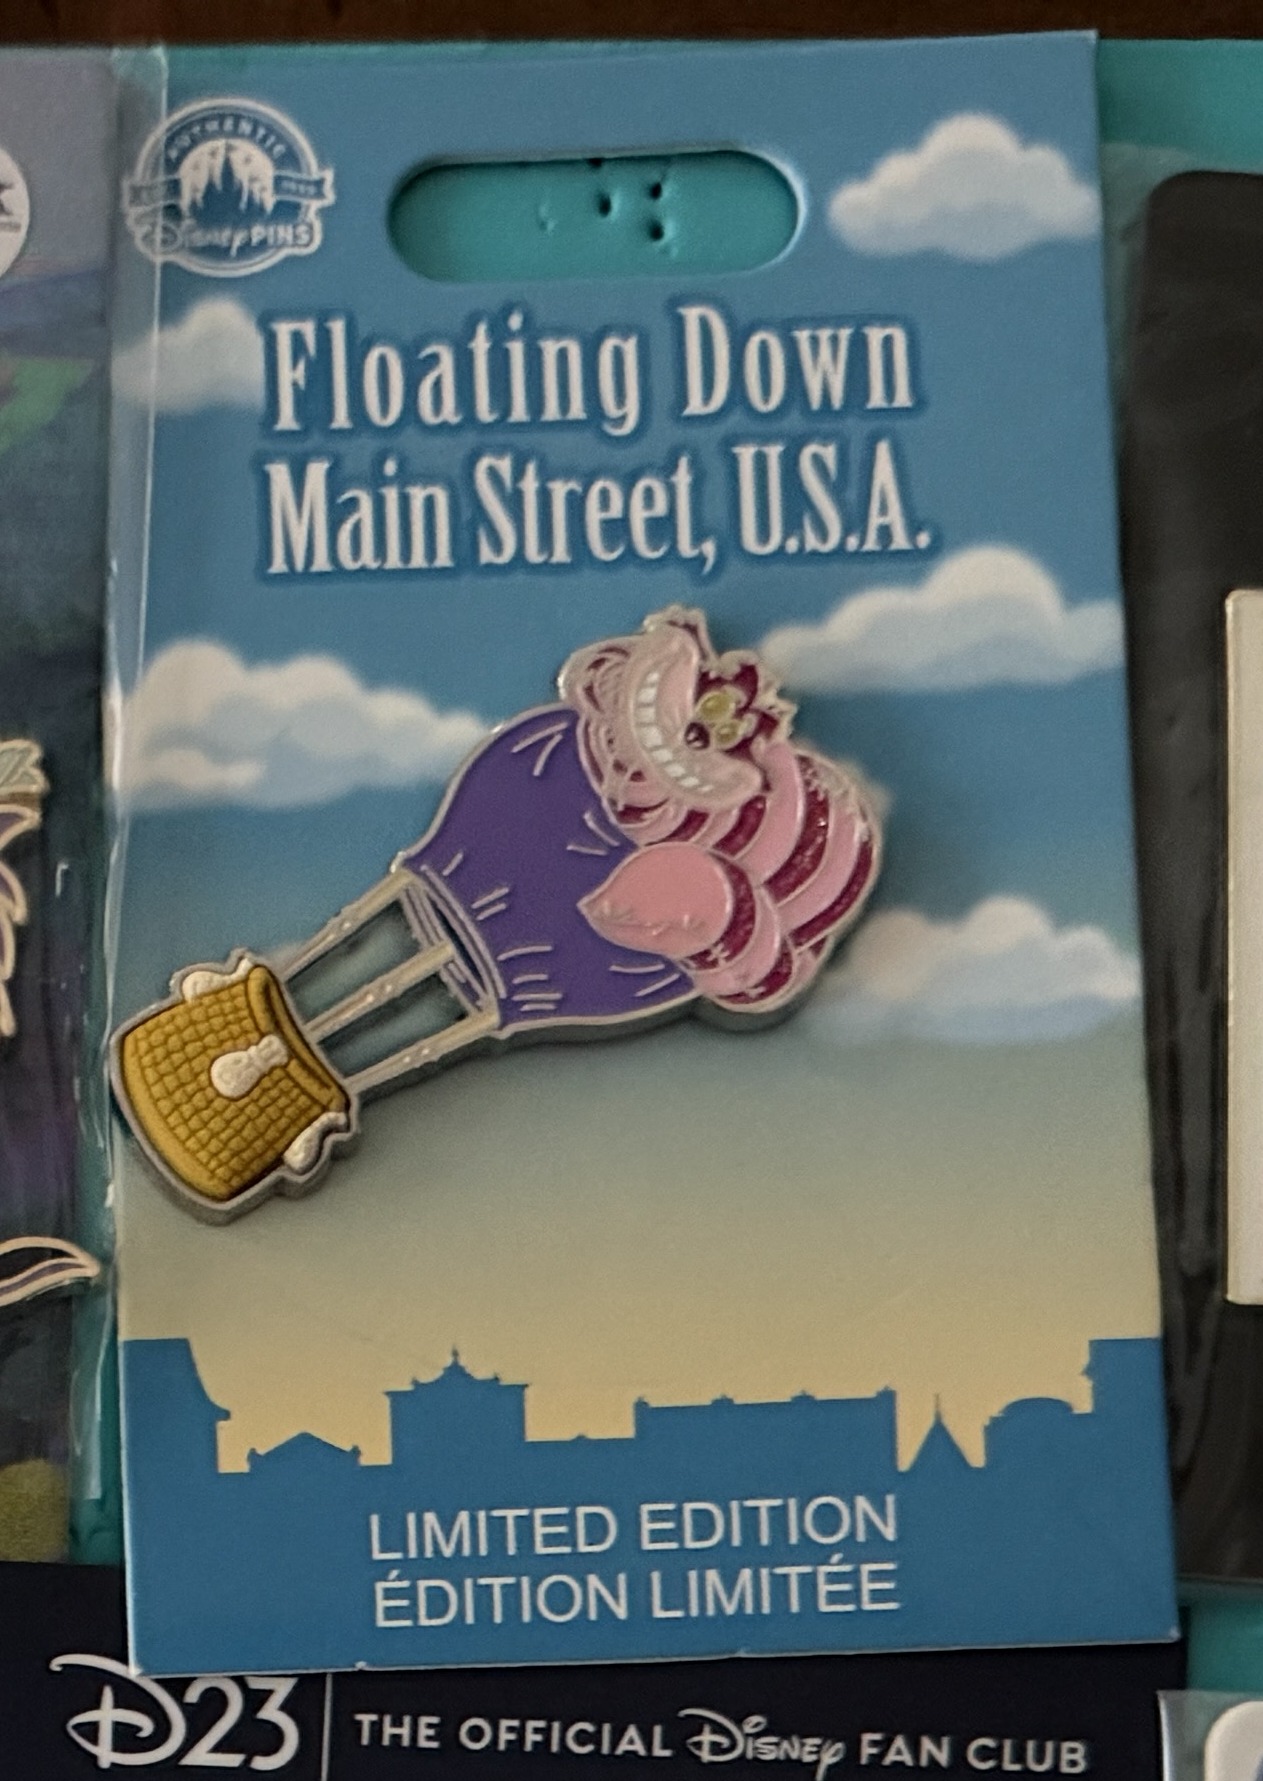 AUTHENTIC
Disney PINS
Floating Down
Main Street, U.S.A.
LIMITED EDITION
ÉDITION LIMITÉE
D23
THE OFFICIAL Disney FAN CLUB